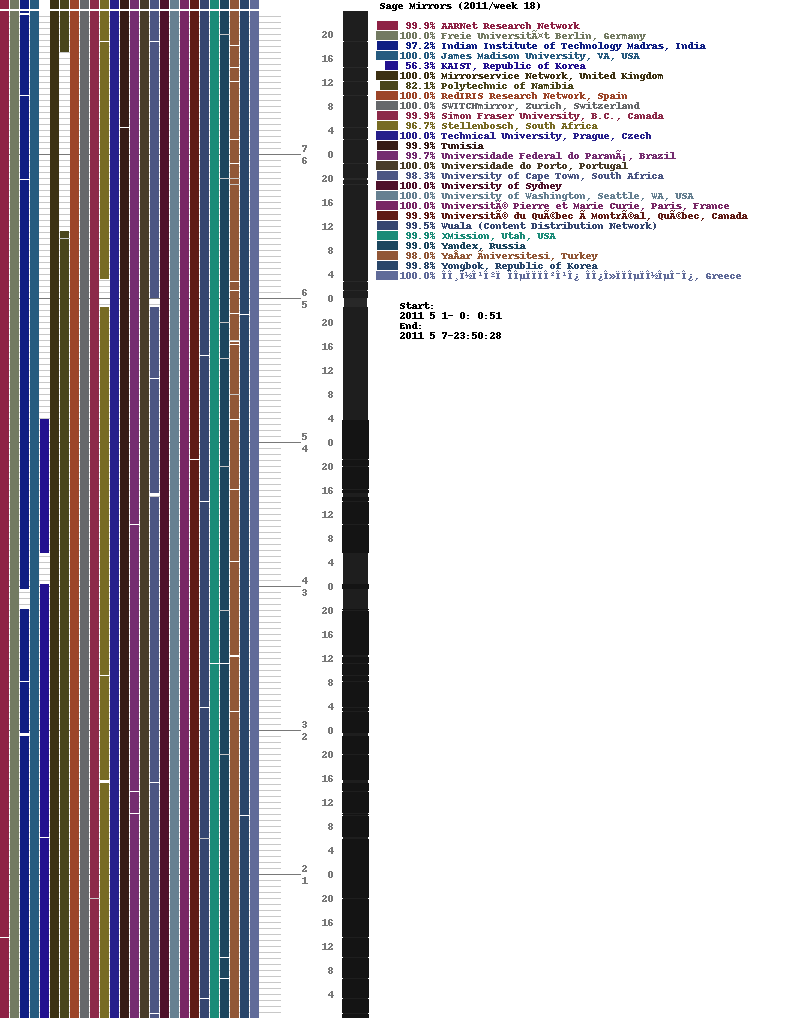 Sage Mirrors (2011/week 18)
99.9% AARNet Research Network
100.0% Freie UniversitÃ¤t Berlin, Germany
97.2% Indian Institute of Technology Madras, India
100.0% James Madison University, VA, USA
56.3% KAIST, Republic of Korea
100.0% Mirrorservice Network, United Kingdom
82.1% Polytechnic of Namibia
100.0% RedIRIS Research Network, Spain
100.0% SWITCHmirror, Zurich, Switzerland
99.9% Simon Fraser University, B.C., Canada
96.7% Stellenbosch, South Africa
100.0% Technical University, Prague, Czech
99.9% Tunisia
99.7% Universidade Federal do ParanÃ¡, Brazil
100.0% Universidade do Porto, Portugal
98.3% University of Cape Town, South Africa
100.0% University of Sydney
100.0% University of Washington, Seattle, WA, USA
100.0% UniversitÃ© Pierre et Marie Curie, Paris, France
99.9% UniversitÃ© du QuÃ©bec Ã MontrÃ©al, QuÃ©bec, Canada
99.5% Wuala (Content Distribution Network)
99.9% XMission, Utah, USA
99.0% Yandex, Russia
98.0% Turkey
99.8% Yongbok, Republic of Korea
100.0% Greece
Start:
2011 5 1- 0: 0:51
End:
2011 5 7-23:50:28
20
16
12
8
4
7
0
6
20
16
12
8
4
6
0
5
20
16
12
8
4
5
0
4
20
16
12
8
4
4
0
3
20
16
12
8
4
3
0
2
20
16
12
8
4
2
0
1
20
16
12
8
4